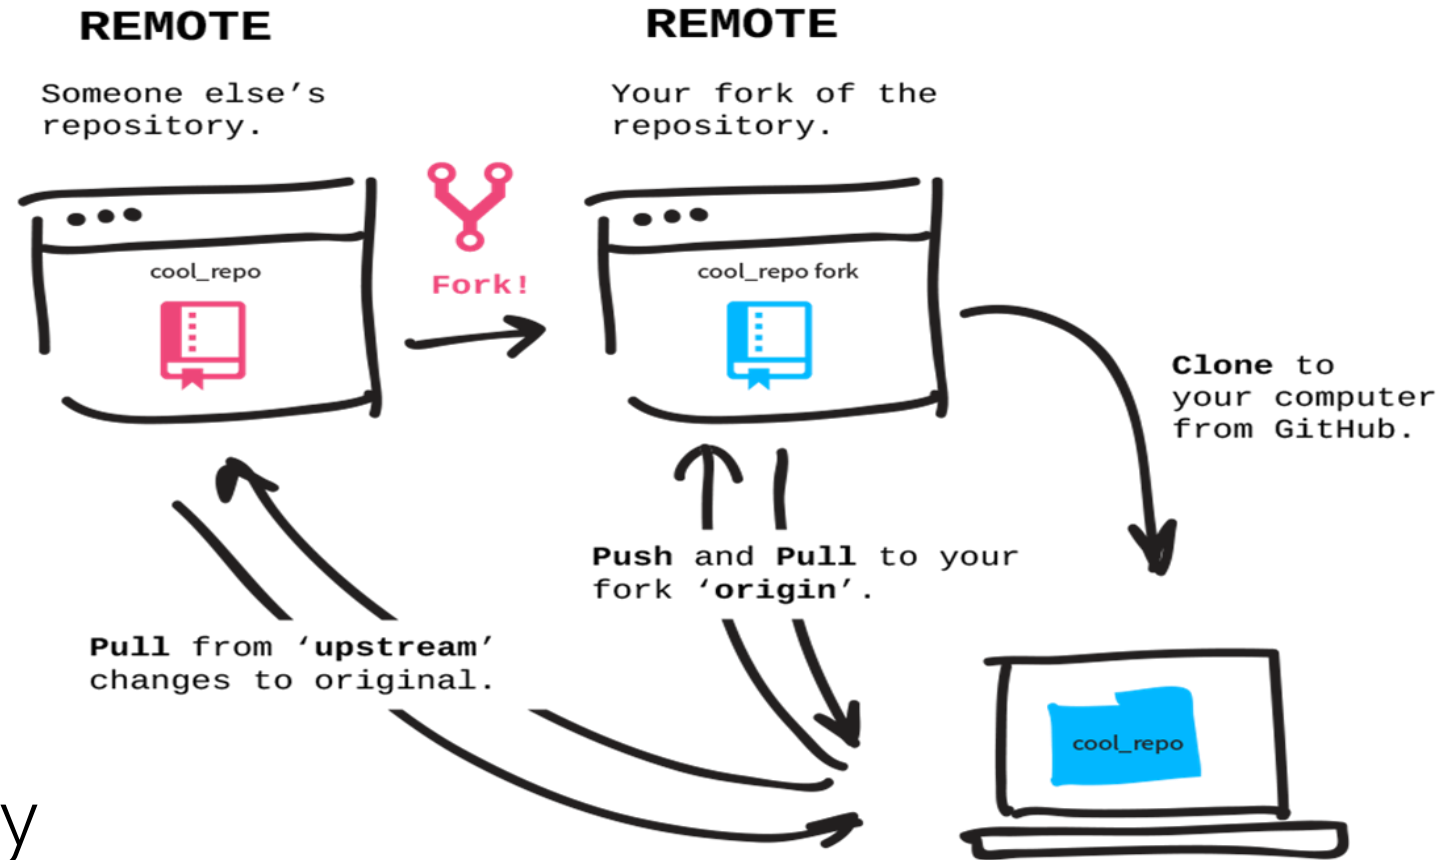 REMOTE
Someone else’s
repository.
cool_repo
Fork!
REMOTE
Your fork of the
repository.
cool_repo fork
Clone to
your computer
from GitHub.
Push and Pull to your
fork ‘origin’.
Pull from ‘upstream’
changes to original.
cool_repo
y